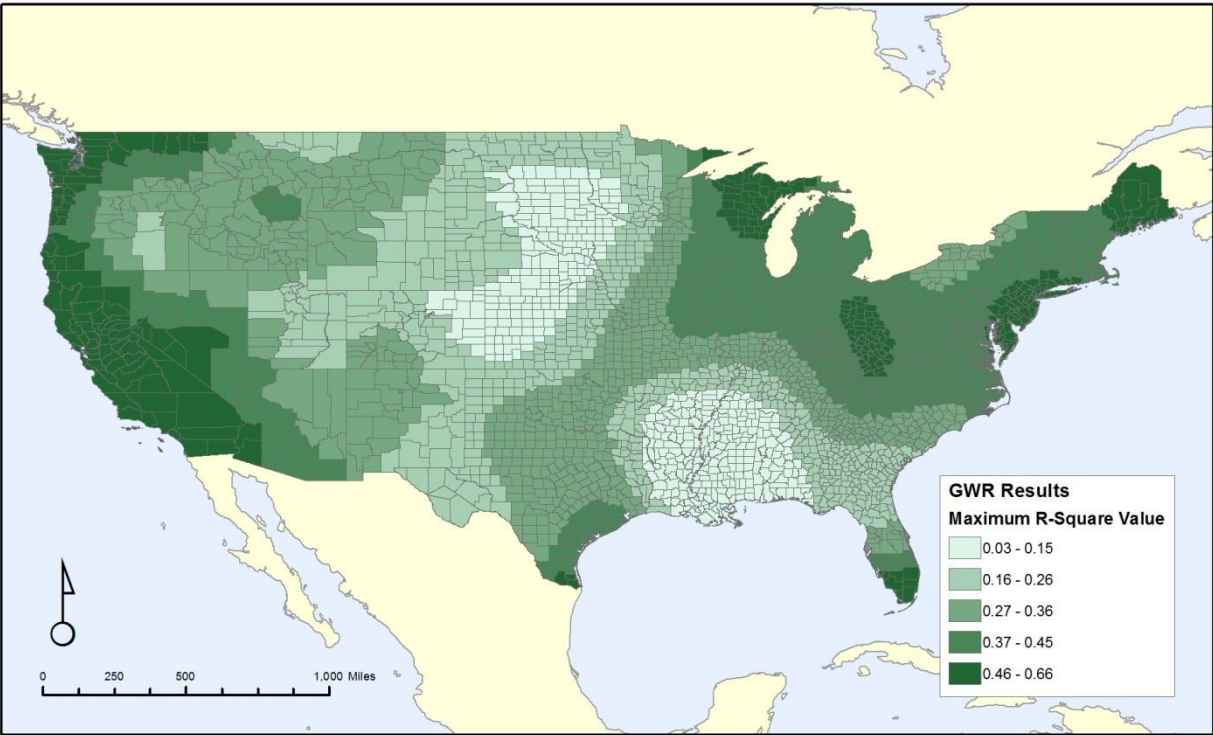 GWR Results
Maximum R-Square Value
0.03 - 0.15
0.16 - 0.26
0.27 - 0.36
0.37 - 0.45
0.46 - 0.66
0 250 500 1,000 Miles